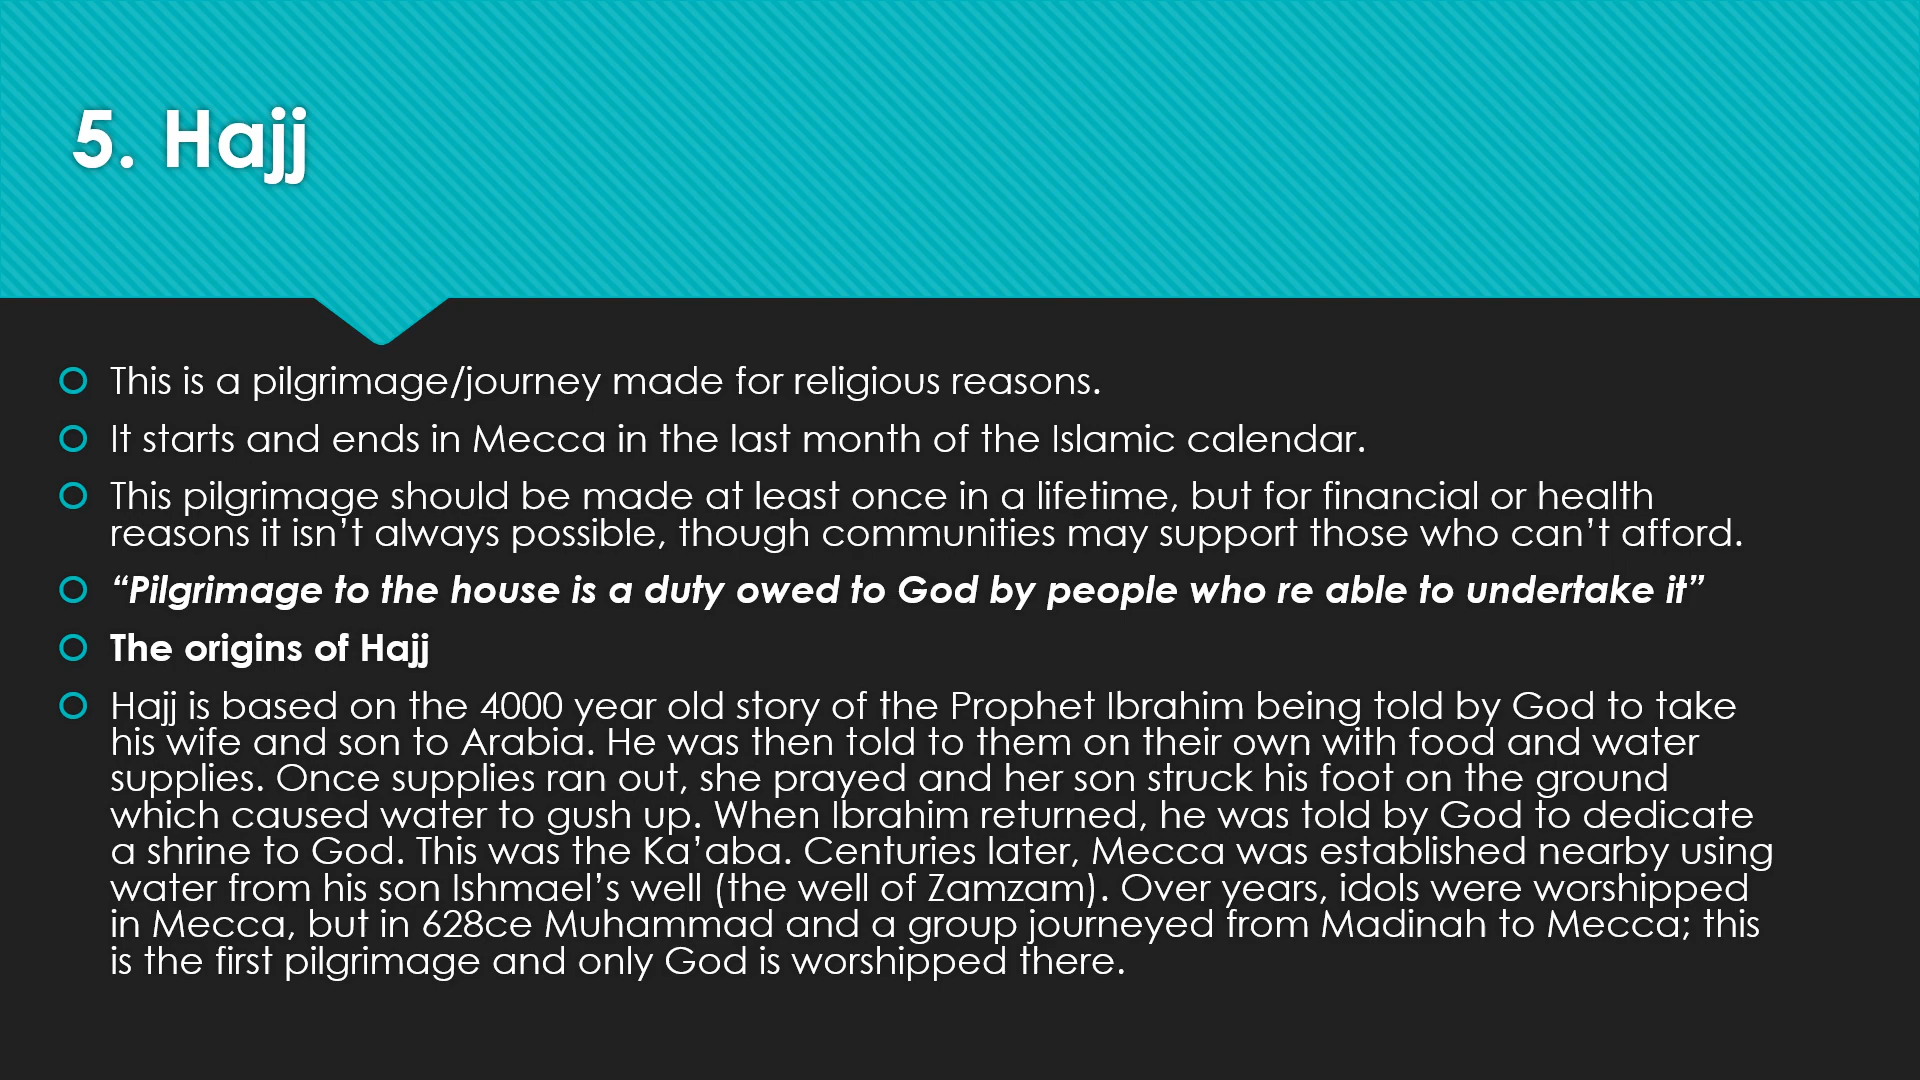 5. Hajj
This is a pilgrimage/journey made for religious reasons.
It starts and ends in Mecca in the last month of the Islamic calendar.
This pilgrimage should be made at least once in a lifetime, but for financial or health
reasons it isn’t always possible, though communities may support those who can’t afford.
“Pilgrimage to the house is a duty owed to God by people who re able to undertake it”
The origins of Hajj
Hajj is based on the 4000 year old story of the Prophet Ibrahim being told by God to take
his wife and son to Arabia. He was then told to them on their own with food and water
supplies. Once supplies ran out, she prayed and her son struck his foot on the ground
which caused water to gush up. When Ibrahim returned, he was told by God to dedicate
a shrine to God. This was the Ka’aba. Centuries later, Mecca was established nearby using
water from his son Ishmael’s well (the well of Zamzam). Over years, idols were worshipped
in Mecca, but in 628ce Muhammad and a group journeyed from Madinah to Mecca; this
is the first pilgrimage and only God is worshipped there.